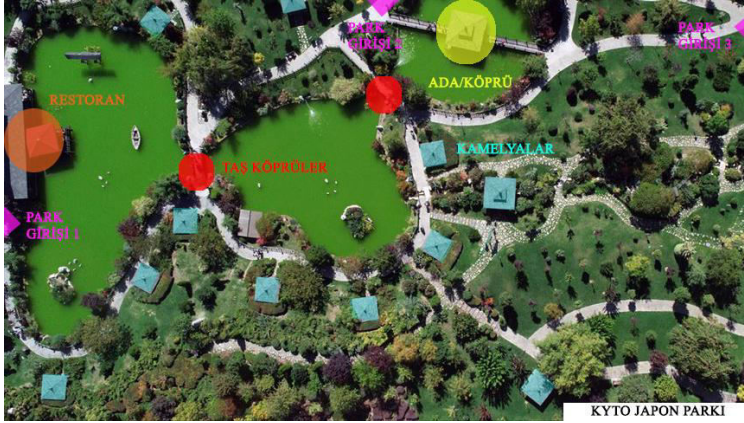 PARK
GİRİŞİ 2
PARK
GİRİŞİ 3
ADA/KÖPRÜ
RESTORAN
KAMELYALAR
TAŞ KÖPRÜLER
PARK
GİRİŞİ 1
KYTO JAPON PARKI